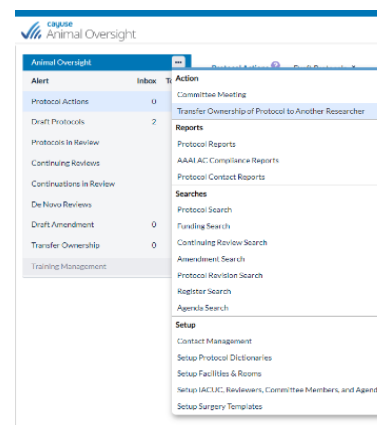 cayuse
Animal Oversight
Animal Oversight
Alert Inbox
Protocol Actions 0
Draft Protocols 2
Protocols in Review
Continuing Reviews
Continuations in Review
De Novo Reviews
Draft Amendment 0
Transfer Ownership 0
Training Management
Action
Committee Meeting
Transfer Ownership of Protocol to Another Researcher
Reports
Protocol Reports
AAALAC Compliance Reports
Protocol Contact Reports
Searches
Protocol Search
Funding Search
Continuing Review Search
Amendment Search
Protocol Revision Search
Register Search
Agenda Search
Setup
Contact Management
Setup Protocol Dictionaries
Setup Facilities & Rooms
Setup IACUC, Reviewers, Committee Members, and Agend
Setup Surgery Templates